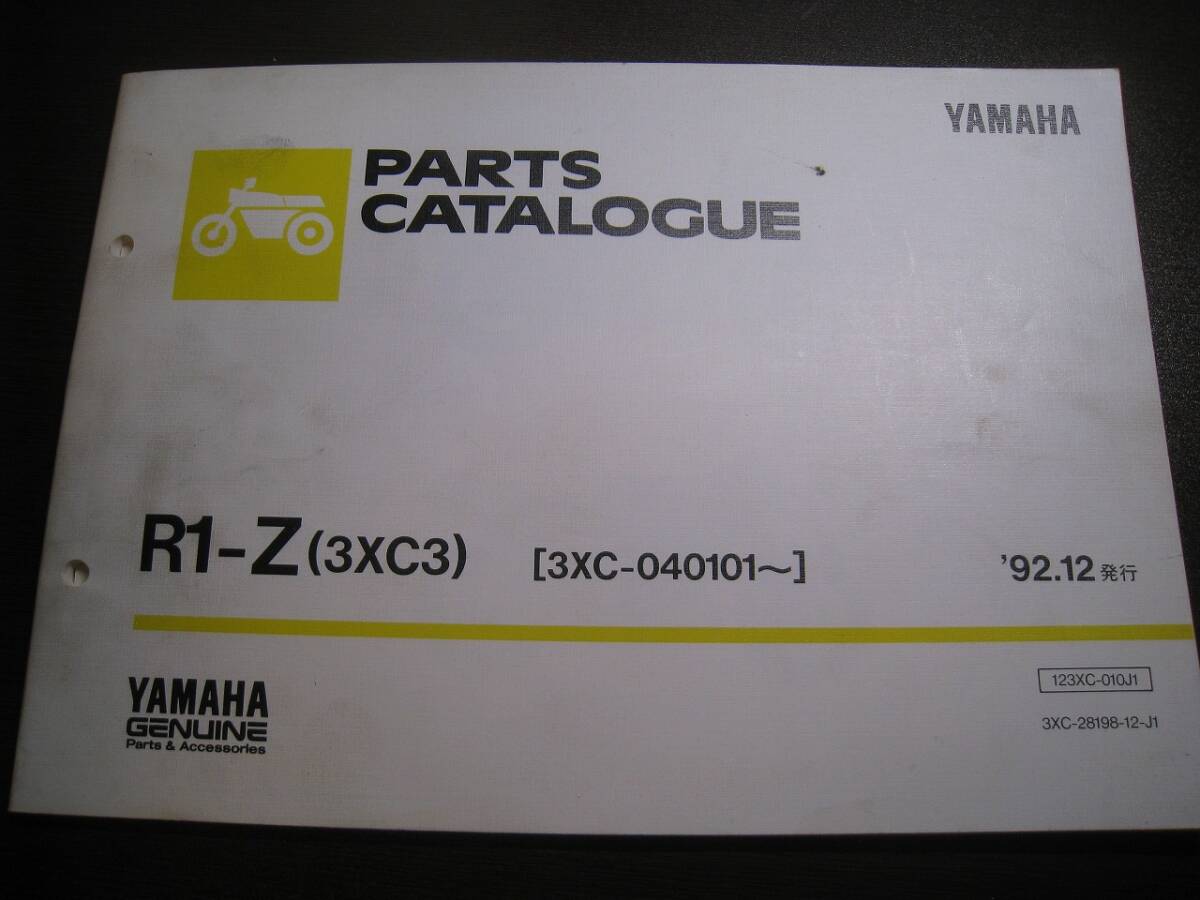 YAMAHA
PARTS
CATALOGUE
R1-Z (3XC3) [3XC-040101〜] '92.12 発行
YAMAHA
GENUINE
Parts & Accessories
123XC-010J1
3XC-28198-12-J1